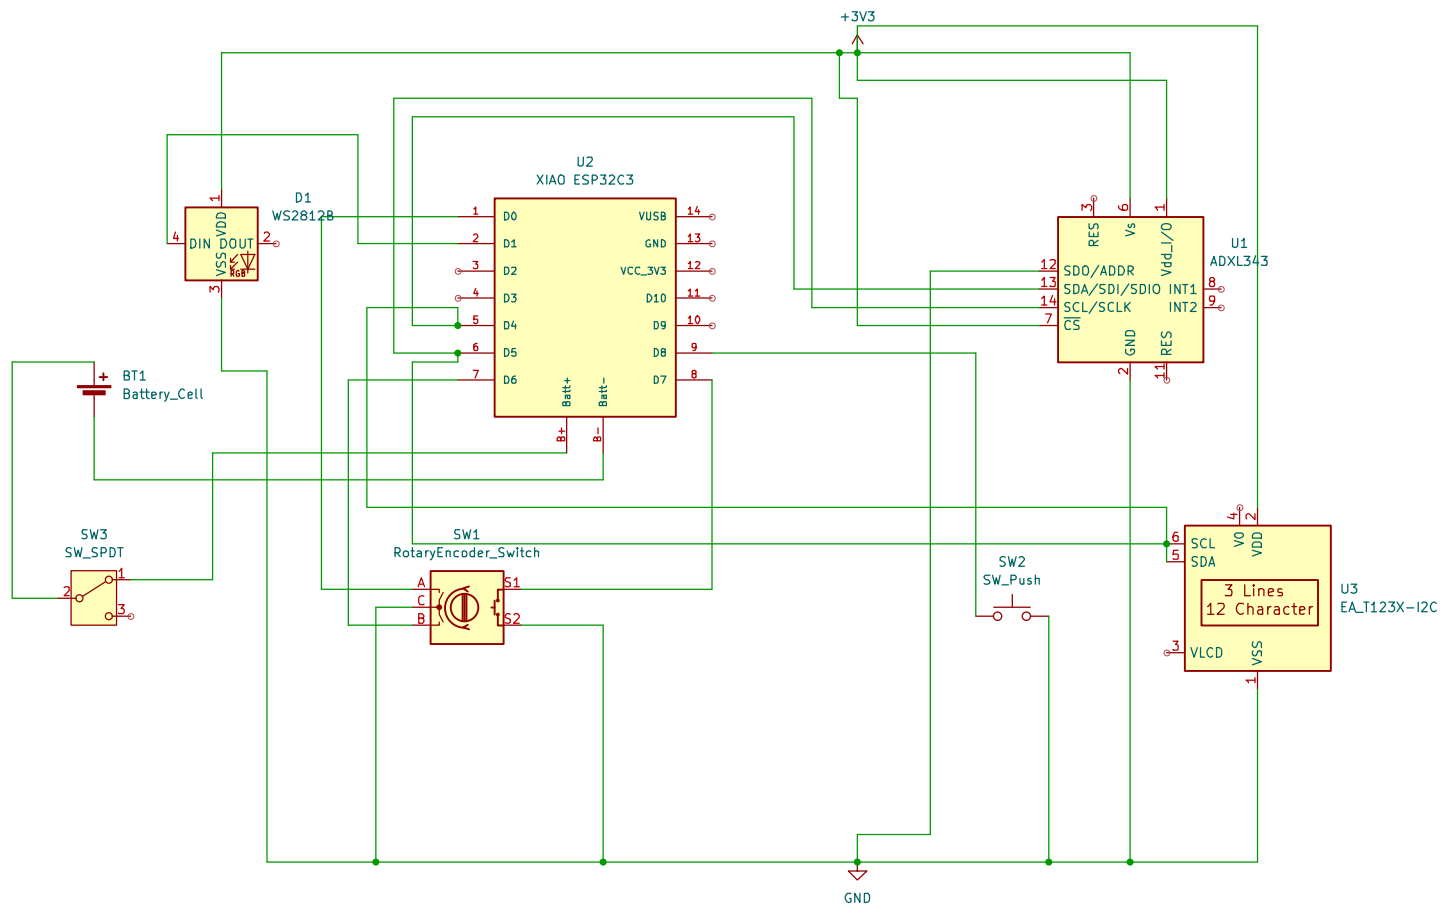 +3V3
U2
XIAO ESP32C3
D1
WS2812B
1
VDD
4
DIN
DOUT
2
VSS
RGB
3
1
D0
2
D1
3
D2
4
D3
5
D4
6
D5
7
D6
VUSB
14
GND
13
VCC_3V3
12
D10
11
D9
10
D8
9
D7
8
Batt+
Batt-
B+
B-
U1
ADXL343
3
RES
6
Vs
1
Vdd_I/O
12
SDO/ADDR
13
SDA/SDI/SDIO
14
SCL/SCLK
7
CS
INT1
8
INT2
9
GND
2
RES
11
BT1
Battery_Cell
+
SW3
SW_SPDT
1
2
3
SW1
RotaryEncoder_Switch
A
C
B
S1
S2
SW2
SW_Push
4
V0
2
VDD
6
SCL
5
SDA
3 Lines
12 Character
3
VLCD
VSS
1
U3
EA_T123X-I2C
GND